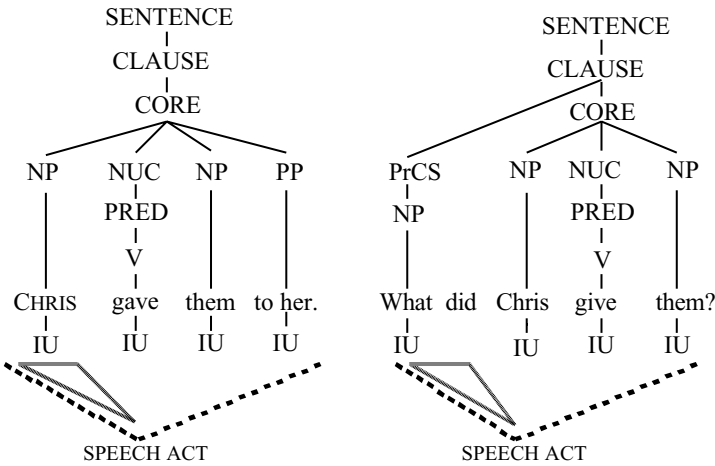 SENTENCE
CLAUSE
CORE
NP NUC NP PP
PRED
V
CHRIS gave them to her.
IU IU IU IU
SPEECH ACT
SENTENCE
CLAUSE
CORE
PrCS NP NUC NP
NP PRED
V
What did Chris give them?
IU IU IU IU
SPEECH ACT